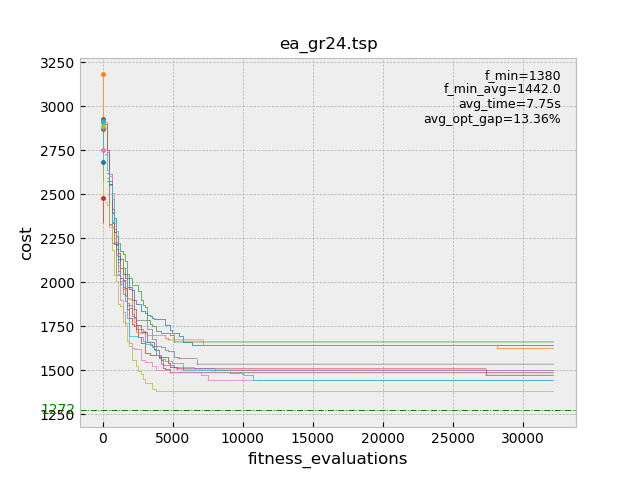 ea_gr24.tsp
f_min=1380
f_min_avg=1442.0
avg_time=7.75s
avg_opt_gap=13.36%
cost
3250
3000
2750
2500
2250
2000
1750
1500
1272
1250
0 5000 10000 15000 20000 25000 30000
fitness_evaluations